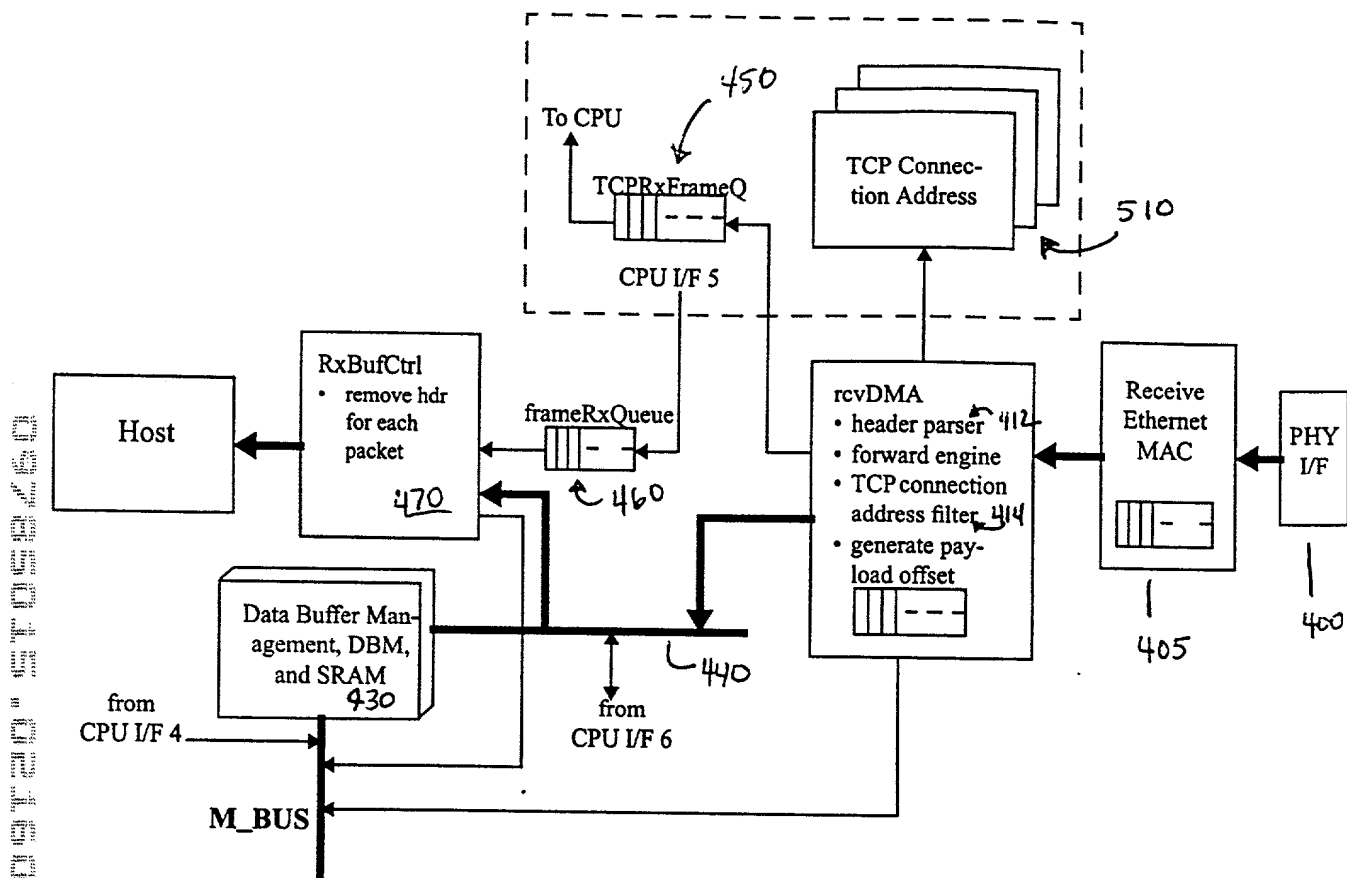 450
To CPU
TCPRxFrameQ
CPU I/F 5
TCP Connec-
tion Address
510
Host
RxBufCtrl
• remove hdr
for each
packet
470
frameRxQueue
460
rcvDMA
• header parser 412
• forward engine
• TCP connection
address filter 414
• generate pay-
load offset
Receive
Ethernet
MAC
405
PHY
I/F
400
Data Buffer Man-
agement, DBM,
and SRAM
430
440
from
CPU I/F 4
from
CPU I/F 6
M_BUS